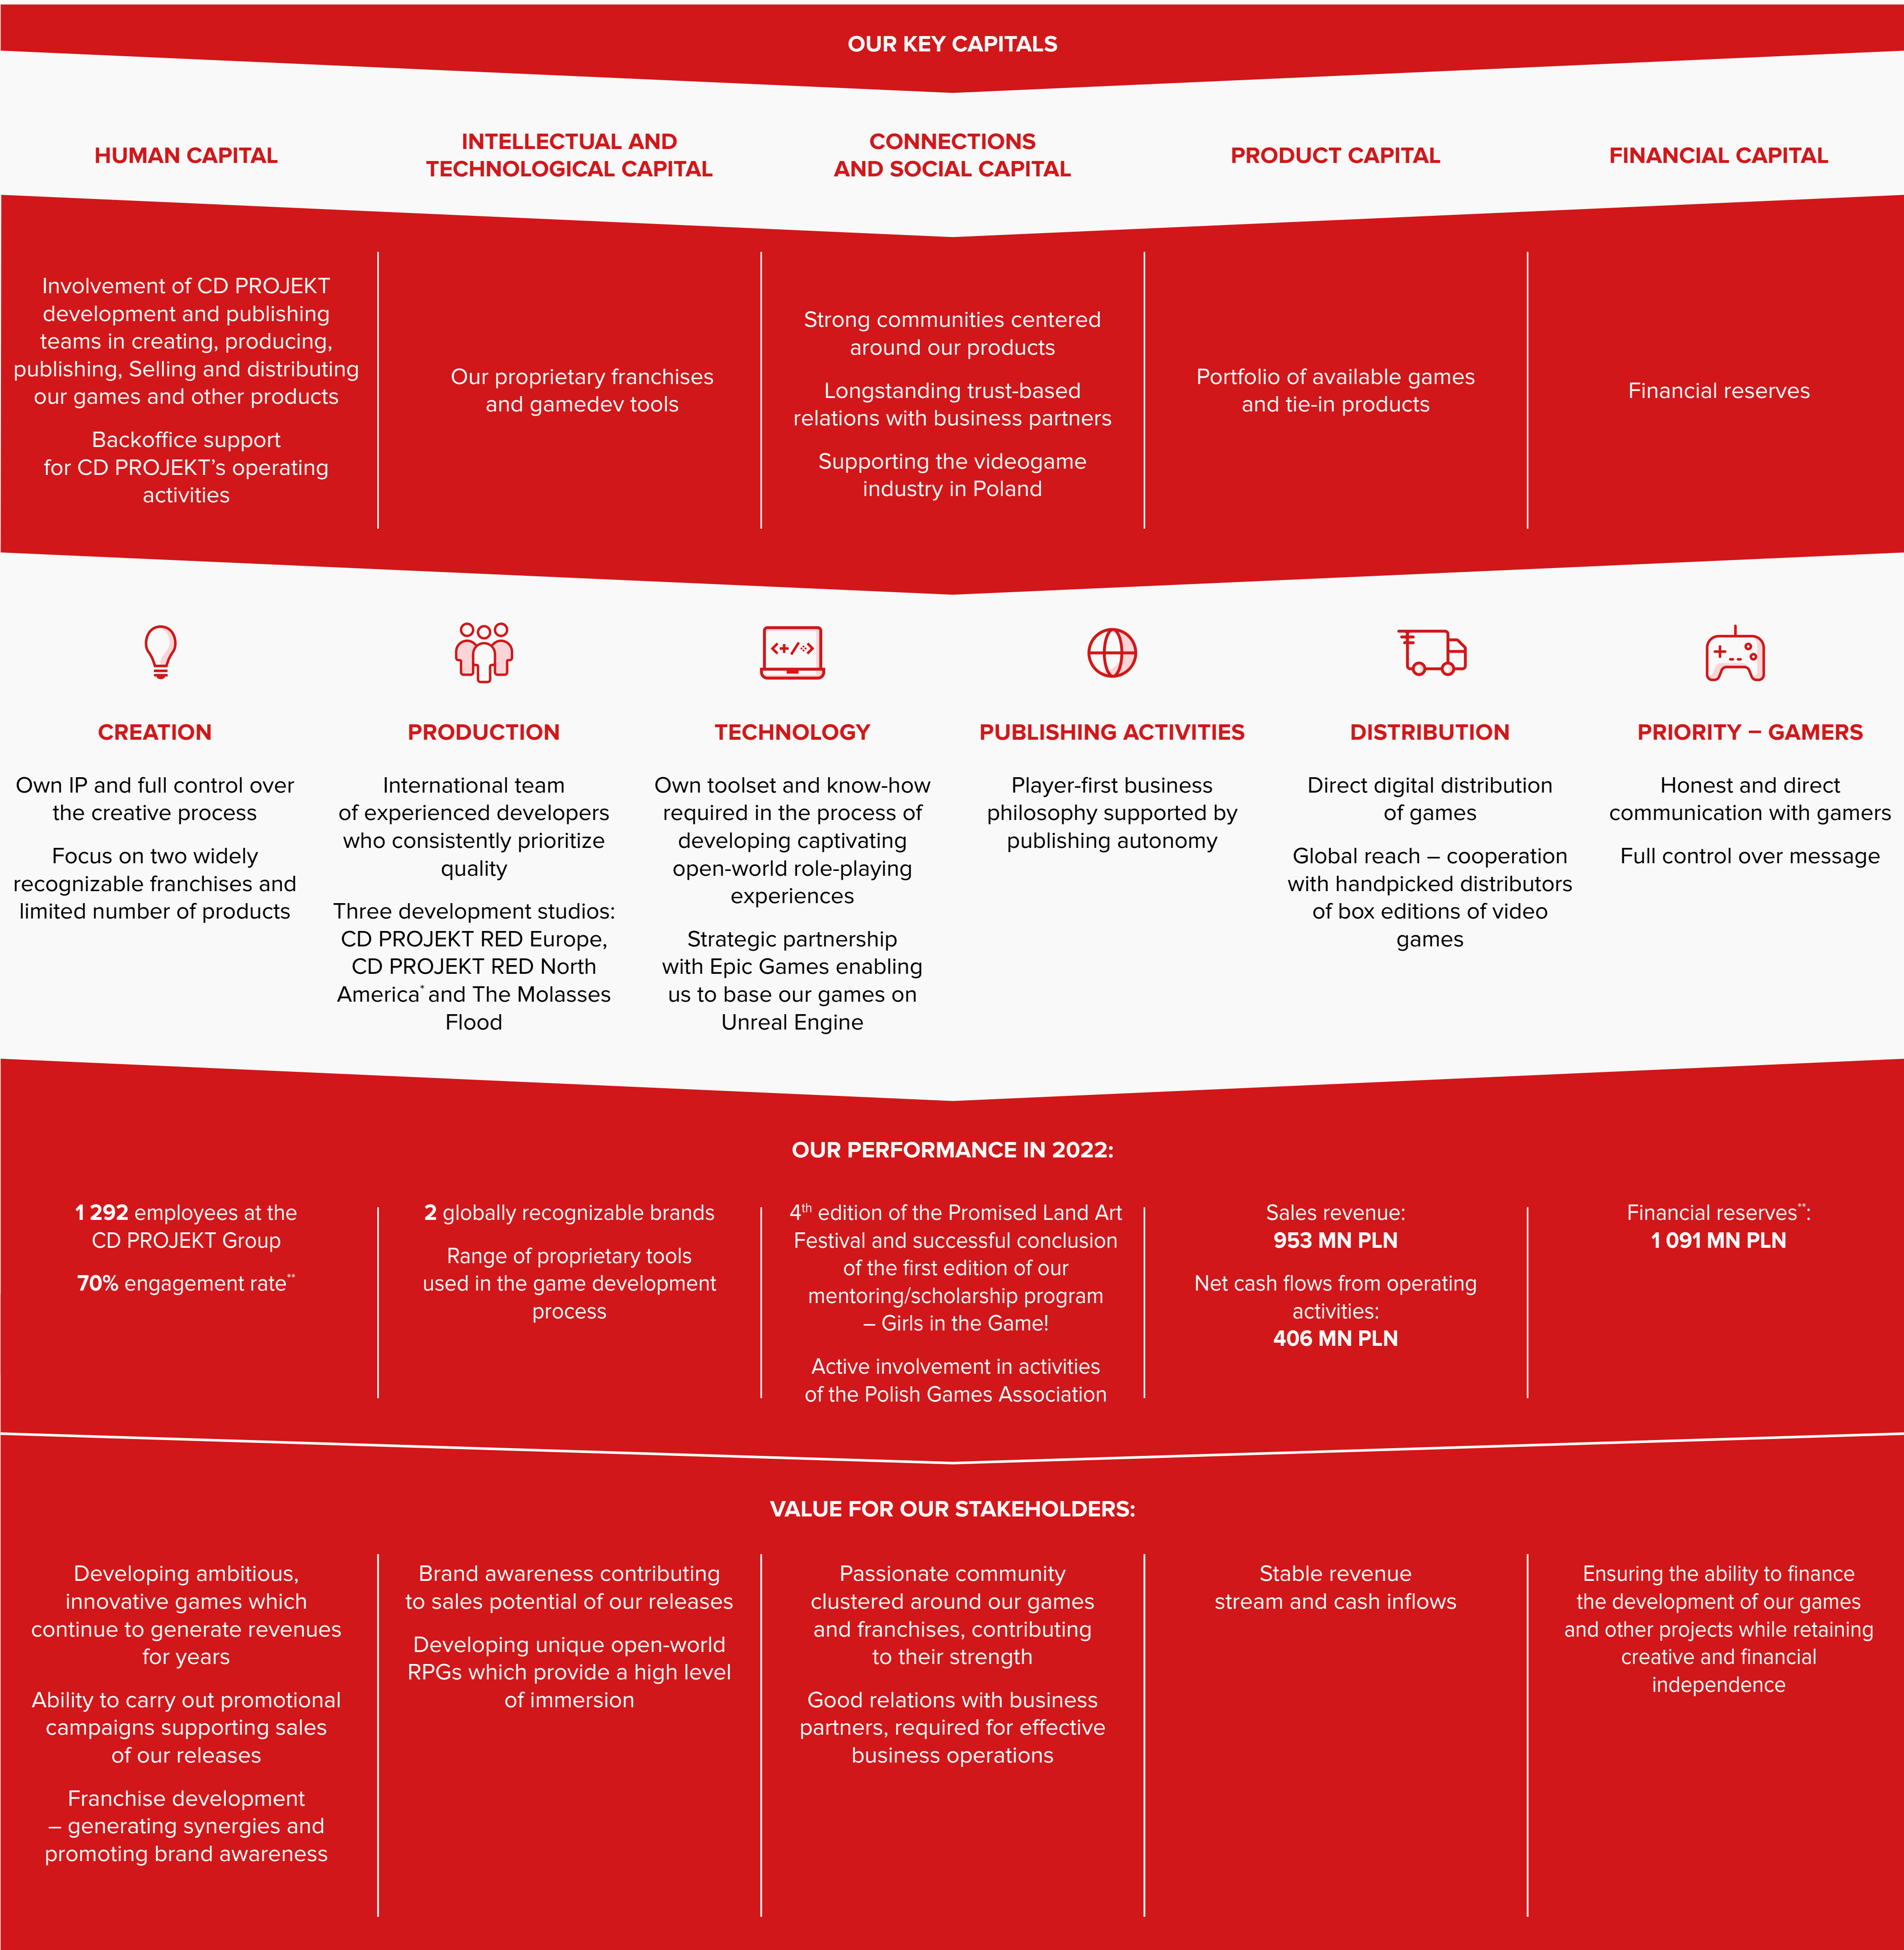 OUR KEY CAPITALS
HUMAN CAPITAL
INTELLECTUAL AND
TECHNOLOGICAL CAPITAL
CONNECTIONS
AND SOCIAL CAPITAL
PRODUCT CAPITAL
FINANCIAL CAPITAL
Involvement of CD PROJEKT
development and publishing
teams in creating, producing,
publishing, Selling and distributing
our games and other products
Backoffice support
for CD PROJEKT’s operating
activities
Our proprietary franchises
and gamedev tools
Strong communities centered
around our products
Longstanding trust-based
relations with business partners
Supporting the videogame
industry in Poland
Portfolio of available games
and tie-in products
Financial reserves
CREATION
Own IP and full control over
the creative process
Focus on two widely
recognizable franchises and
limited number of products
PRODUCTION
International team
of experienced developers
who consistently prioritize
quality
Three development studios:
CD PROJEKT RED Europe,
CD PROJEKT RED North
America* and The Molasses
Flood
TECHNOLOGY
Own toolset and know-how
required in the process of
developing captivating
open-world role-playing
experiences
Strategic partnership
with Epic Games enabling
us to base our games on
Unreal Engine
PUBLISHING ACTIVITIES
Player-first business
philosophy supported by
publishing autonomy
DISTRIBUTION
Direct digital distribution
of games
Global reach – cooperation
with handpicked distributors
of box editions of video
games
PRIORITY – GAMERS
Honest and direct
communication with gamers
Full control over message
OUR PERFORMANCE IN 2022:
1 292 employees at the
CD PROJEKT Group
70% engagement rate**
2 globally recognizable brands
Range of proprietary tools
used in the game development
process
4th edition of the Promised Land Art
Festival and successful conclusion
of the first edition of our
mentoring/scholarship program
– Girls in the Game!
Active involvement in activities
of the Polish Games Association
Sales revenue:
953 MN PLN
Net cash flows from operating
activities:
406 MN PLN
Financial reserves**:
1 091 MN PLN
VALUE FOR OUR STAKEHOLDERS:
Developing ambitious,
innovative games which
continue to generate revenues
for years
Ability to carry out promotional
campaigns supporting sales
of our releases
Franchise development
– generating synergies and
promoting brand awareness
Brand awareness contributing
to sales potential of our releases
Developing unique open-world
RPGs which provide a high level
of immersion
Passionate community
clustered around our games
and franchises, contributing
to their strength
Good relations with business
partners, required for effective
business operations
Stable revenue
stream and cash inflows
Ensuring the ability to finance
the development of our games
and other projects while retaining
creative and financial
independence